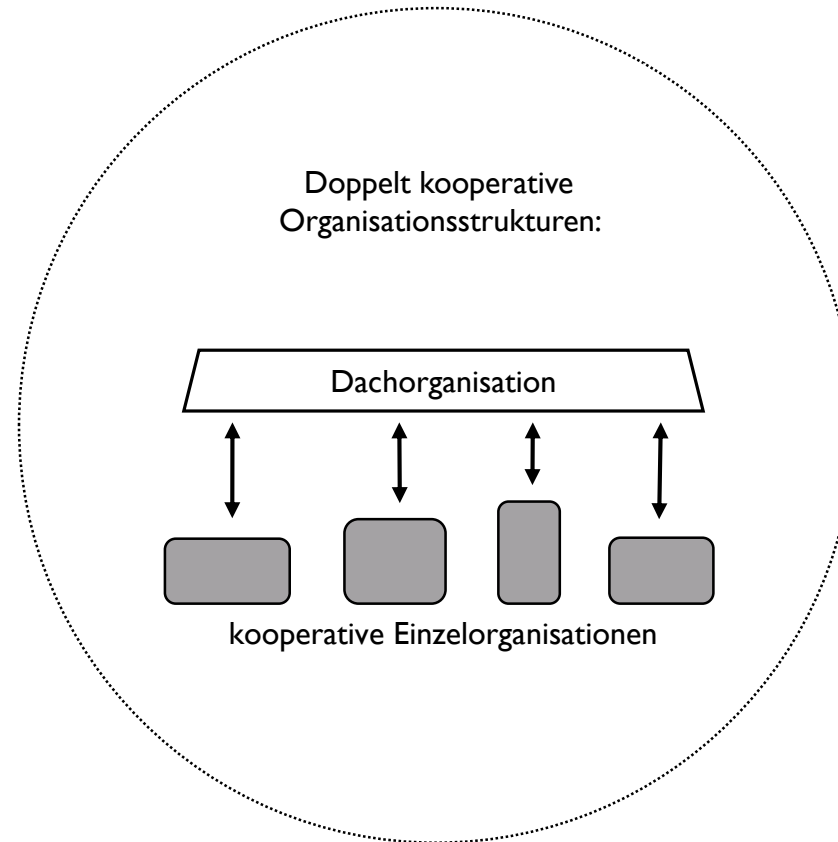 Doppelt kooperative
Organisationsstrukturen:
Dachorganisation
kooperative Einzelorganisationen